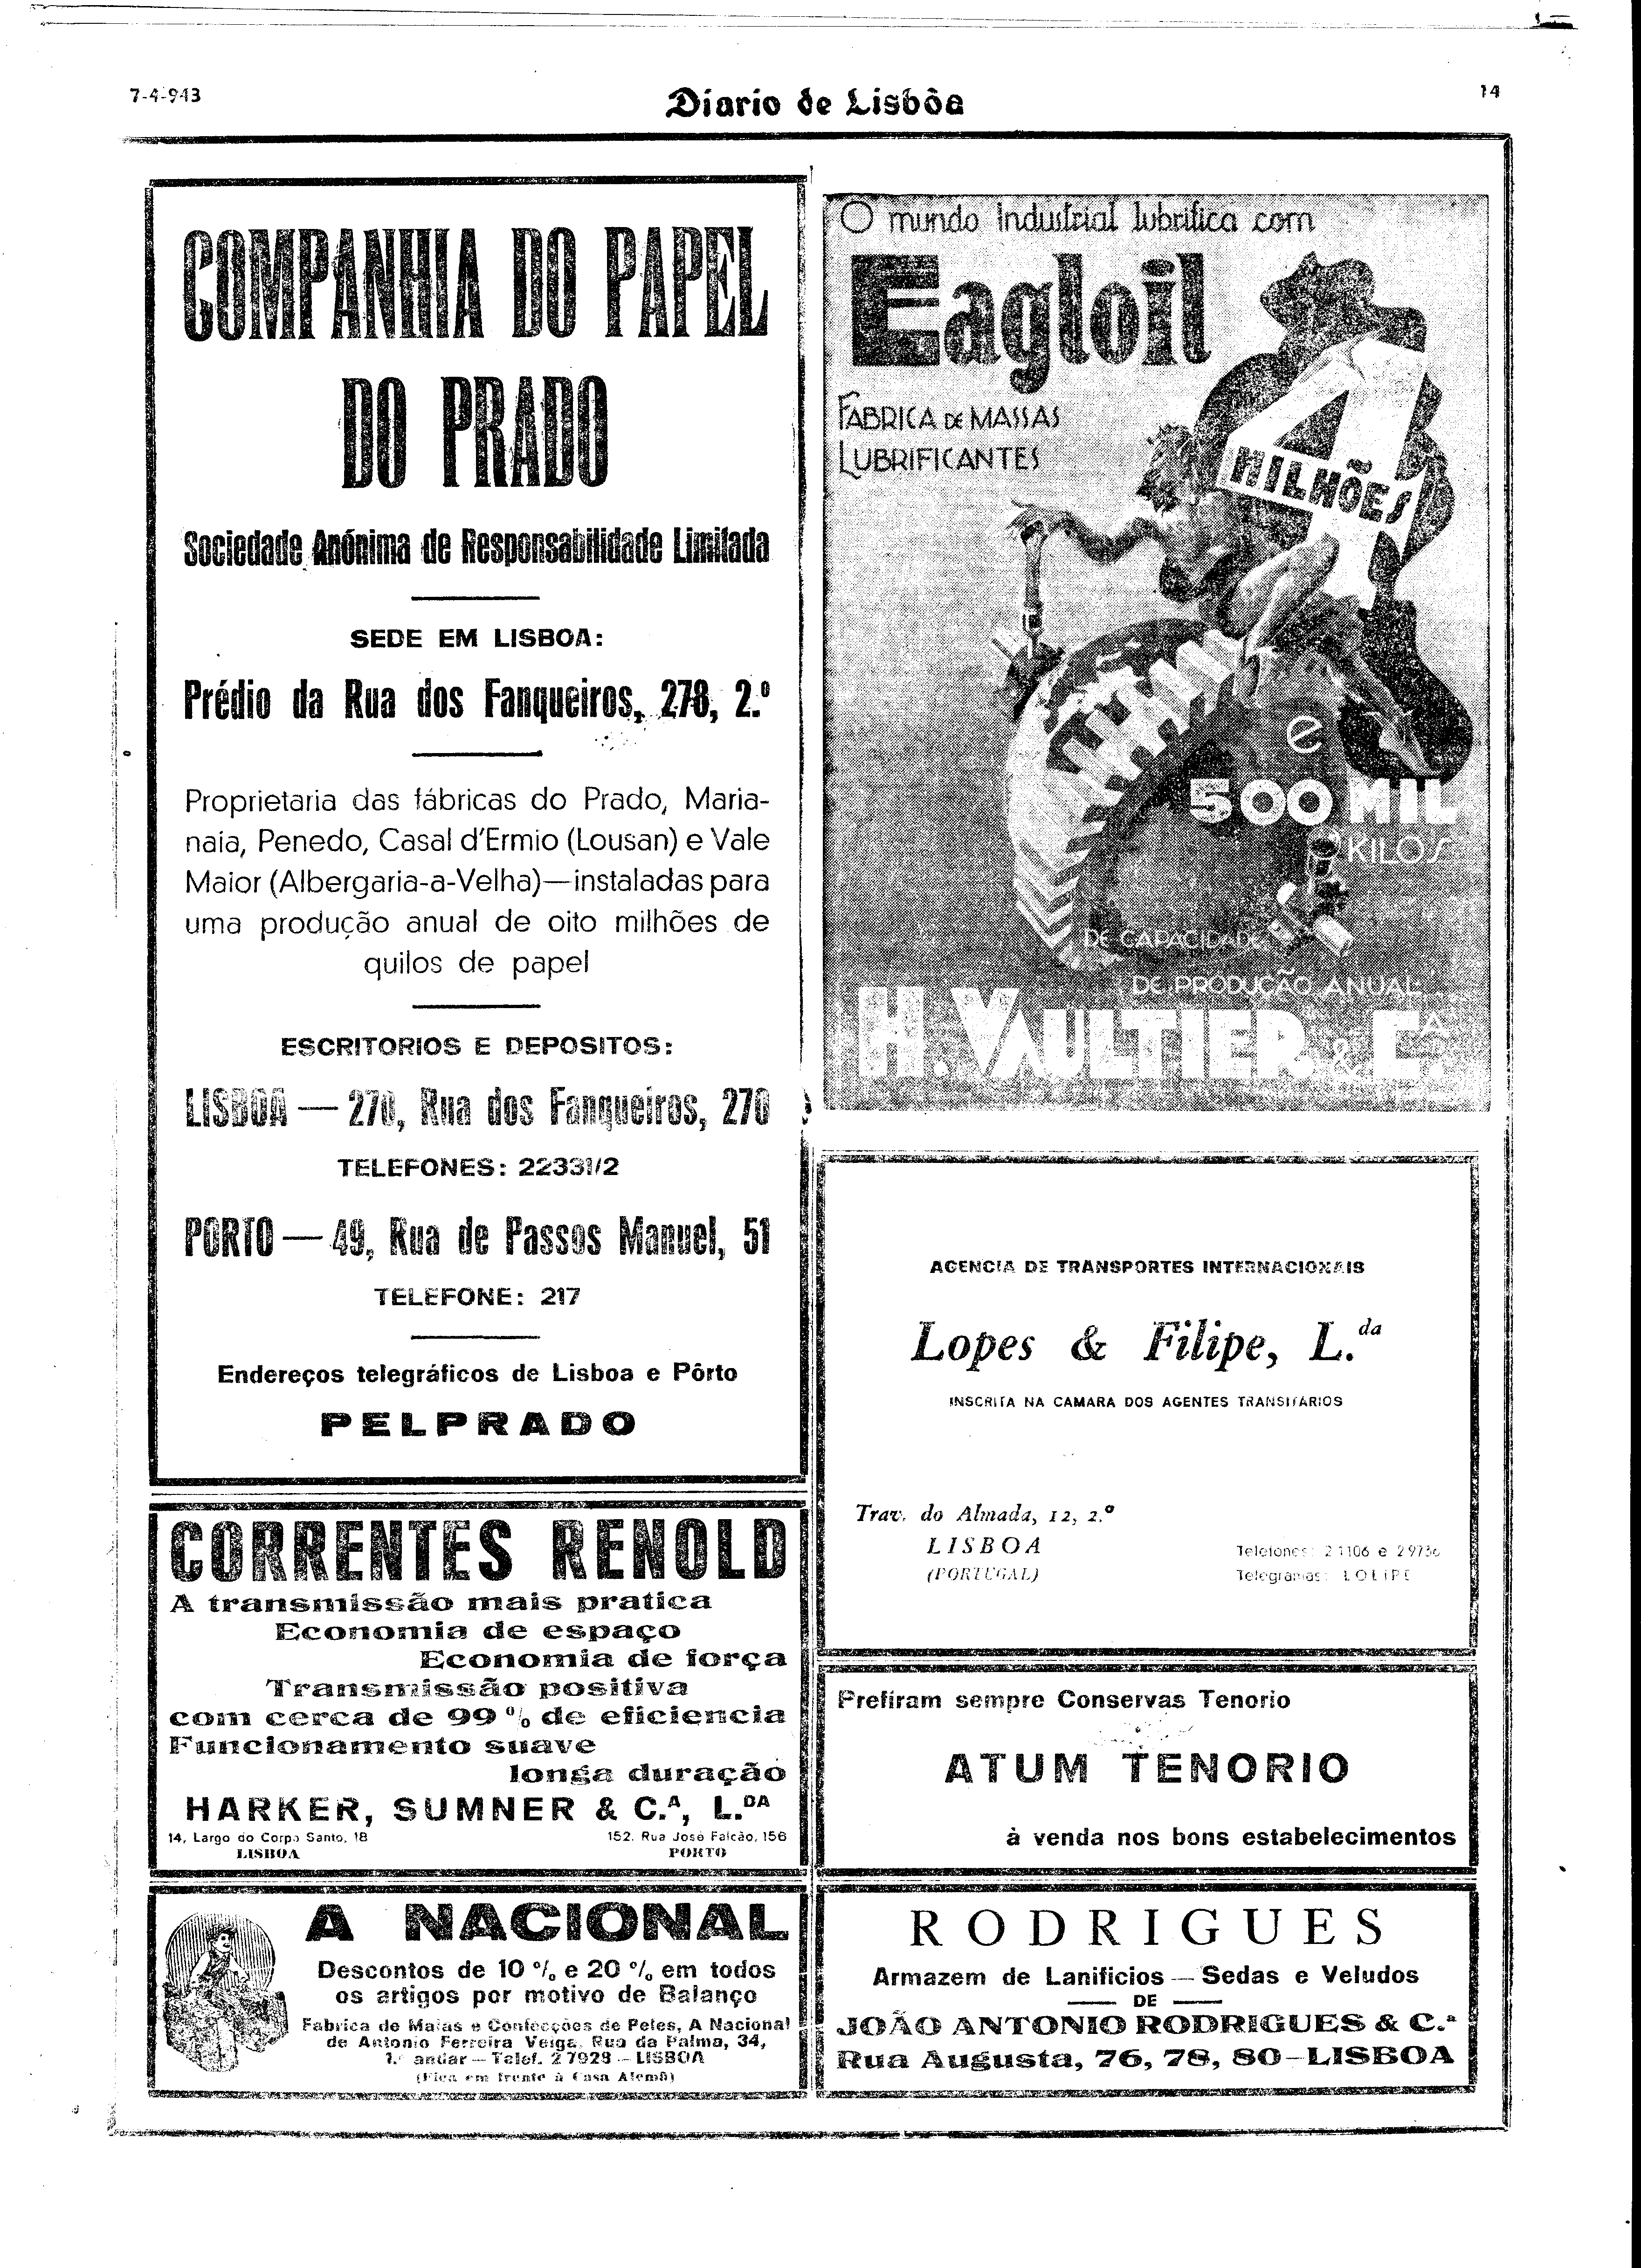 7-4-943
Diario de Lisbôa
14
COMPANHIA DO PAPEL
DO PRADO
Sociedade Anónima de Responsabilidade Limitada
SEDE EM LISBOA:
Prédio da Rua dos Fanqueiros, 278, 2.º
Proprietaria das fábricas do Prado, Maria-
naia, Penedo, Casal d'Ermio (Lousan) e Vale
Maior (Albergaria-a-Velha)—instaladas para
uma produção anual de oito milhões de
quilos de papel
ESCRITORIOS E DEPOSITOS:
LISBOA — 270, Rua dos Fanqueiros, 276
TELEFONES: 22331/2
PORTO — 49, Rua de Passos Manuel, 51
TELEFONE: 217
Endereços telegráficos de Lisboa e Pôrto
PELPRADO
CORRENTES RENOLD
A transmissão mais pratica
Economia de espaço
Economia de força
Transmissão positiva
com cerca de 99 % de eficiencia
Funcionamento suave
longa duração
HARKER, SUMNER & C.ª, L.DA
14, Largo do Corpo Santo, 18
LISBOA
152, Rua José Falcão, 156
PORTO
A NACIONAL
Descontos de 10 % e 20 % em todos
os artigos por motivo de Balanço
Fabrica de Malas e Confecções de Peles, A Nacional
de Antonio Ferreira Veiga, Rua da Palma, 34,
1.º andar — Telef. 2 7929 — LISBOA
(Fica em frente à Casa Alemã)
O mundo industrial lubrifica com
Eagloil
FABRICA DE MASSAS
LUBRIFICANTES
4
MILHÕES
e
500 MIL
KILOS
DE CAPACIDADE
DE PRODUÇÃO ANUAL
H. VAULTIER & C.A
AGENCIA DE TRANSPORTES INTERNACIONAIS
Lopes & Filipe, L.da
INSCRITA NA CAMARA DOS AGENTES TRANSITÁRIOS
Trav. do Almada, 12, 2.º
LISBOA
(PORTUGAL)
Telefones: 2 1106 e
Telegramas: LOLIPE
Prefiram sempre Conservas Tenorio
ATUM TENORIO
à venda nos bons estabelecimentos
RODRIGUES
Armazem de Lanificios — Sedas e Veludos
DE
JOÃO ANTONIO RODRIGUES & C.ª
Rua Augusta, 76, 78, 80–LISBOA